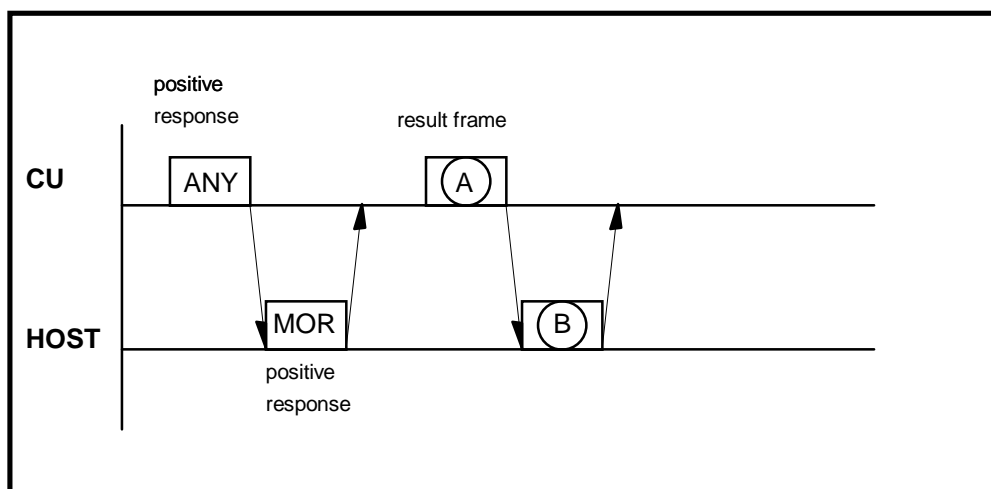 positive
response
result frame
CU
ANY
A
MOR
B
HOST
positive
response